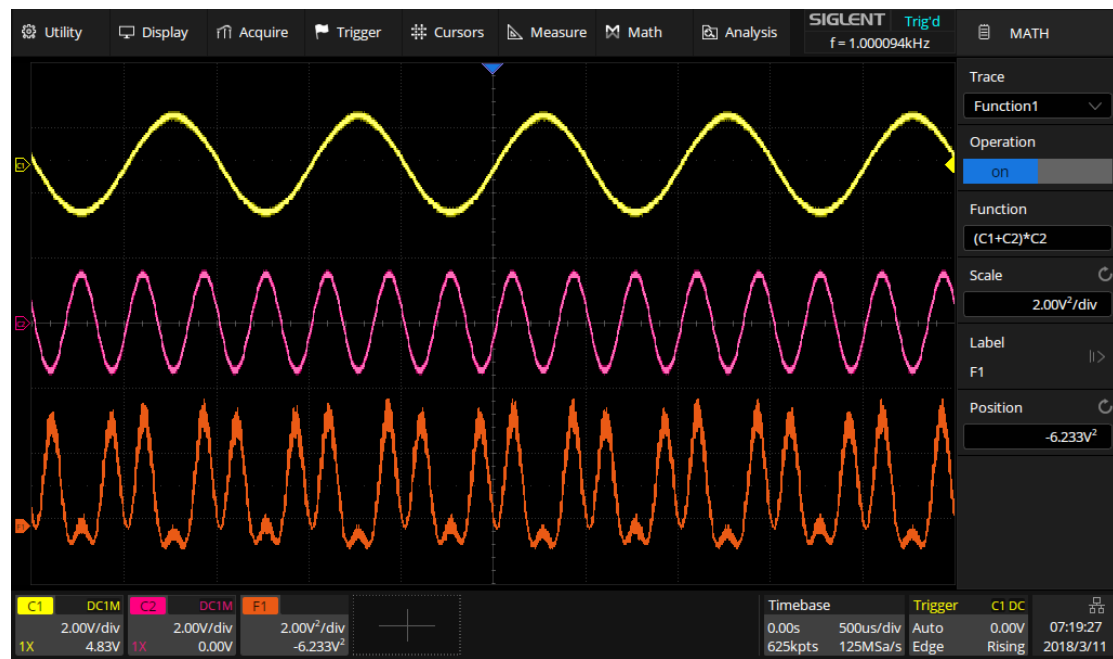 Utility Display Acquire Trigger Cursors Measure Math Analysis SIGLENT Trig'd MATH
f = 1.000094kHz
Trace
Function1
Operation
on
Function
(C1+C2)*C2
Scale
2.00V²/div
Label
F1
Position
-6.233V²
C1
C2
F1
C1 DC1M C2 DC1M F1 Timebase Trigger C1 DC
2.00V/div 2.00V/div 2.00V²/div 0.00s 500us/div Auto 0.00V 07:19:27
1X 4.83V 1X 0.00V -6.233V² 625kpts 125MSa/s Edge Rising 2018/3/11